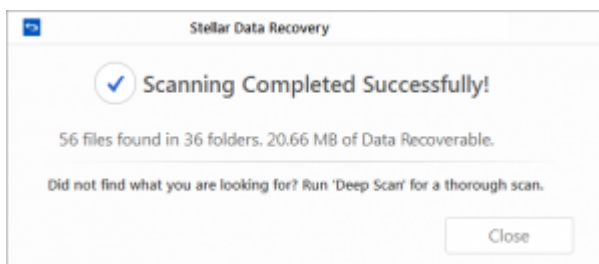 Stellar Data Recovery
Scanning Completed Successfully!
56 files found in 36 folders. 20.66 MB of Data Recoverable.
Did not find what you are looking for? Run 'Deep Scan' for a thorough scan.
Close